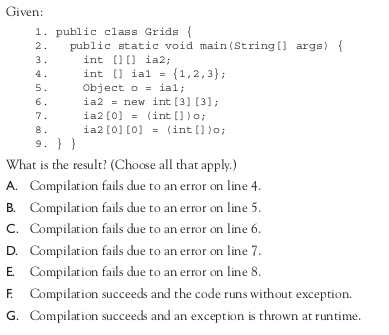 Given:
1. public class Grids {
2. public static void main(String[] args) {
3. int [][] ia2;
4. int [] ia1 = {1,2,3};
5. Object o = ia1;
6. ia2 = new int[3][3];
7. ia2[0] = (int[])o;
8. ia2[0][0] = (int[])o;
9. } }
What is the result? (Choose all that apply.)
A. Compilation fails due to an error on line 4.
B. Compilation fails due to an error on line 5.
C. Compilation fails due to an error on line 6.
D. Compilation fails due to an error on line 7.
E. Compilation fails due to an error on line 8.
F. Compilation succeeds and the code runs without exception.
G. Compilation succeeds and an exception is thrown at runtime.